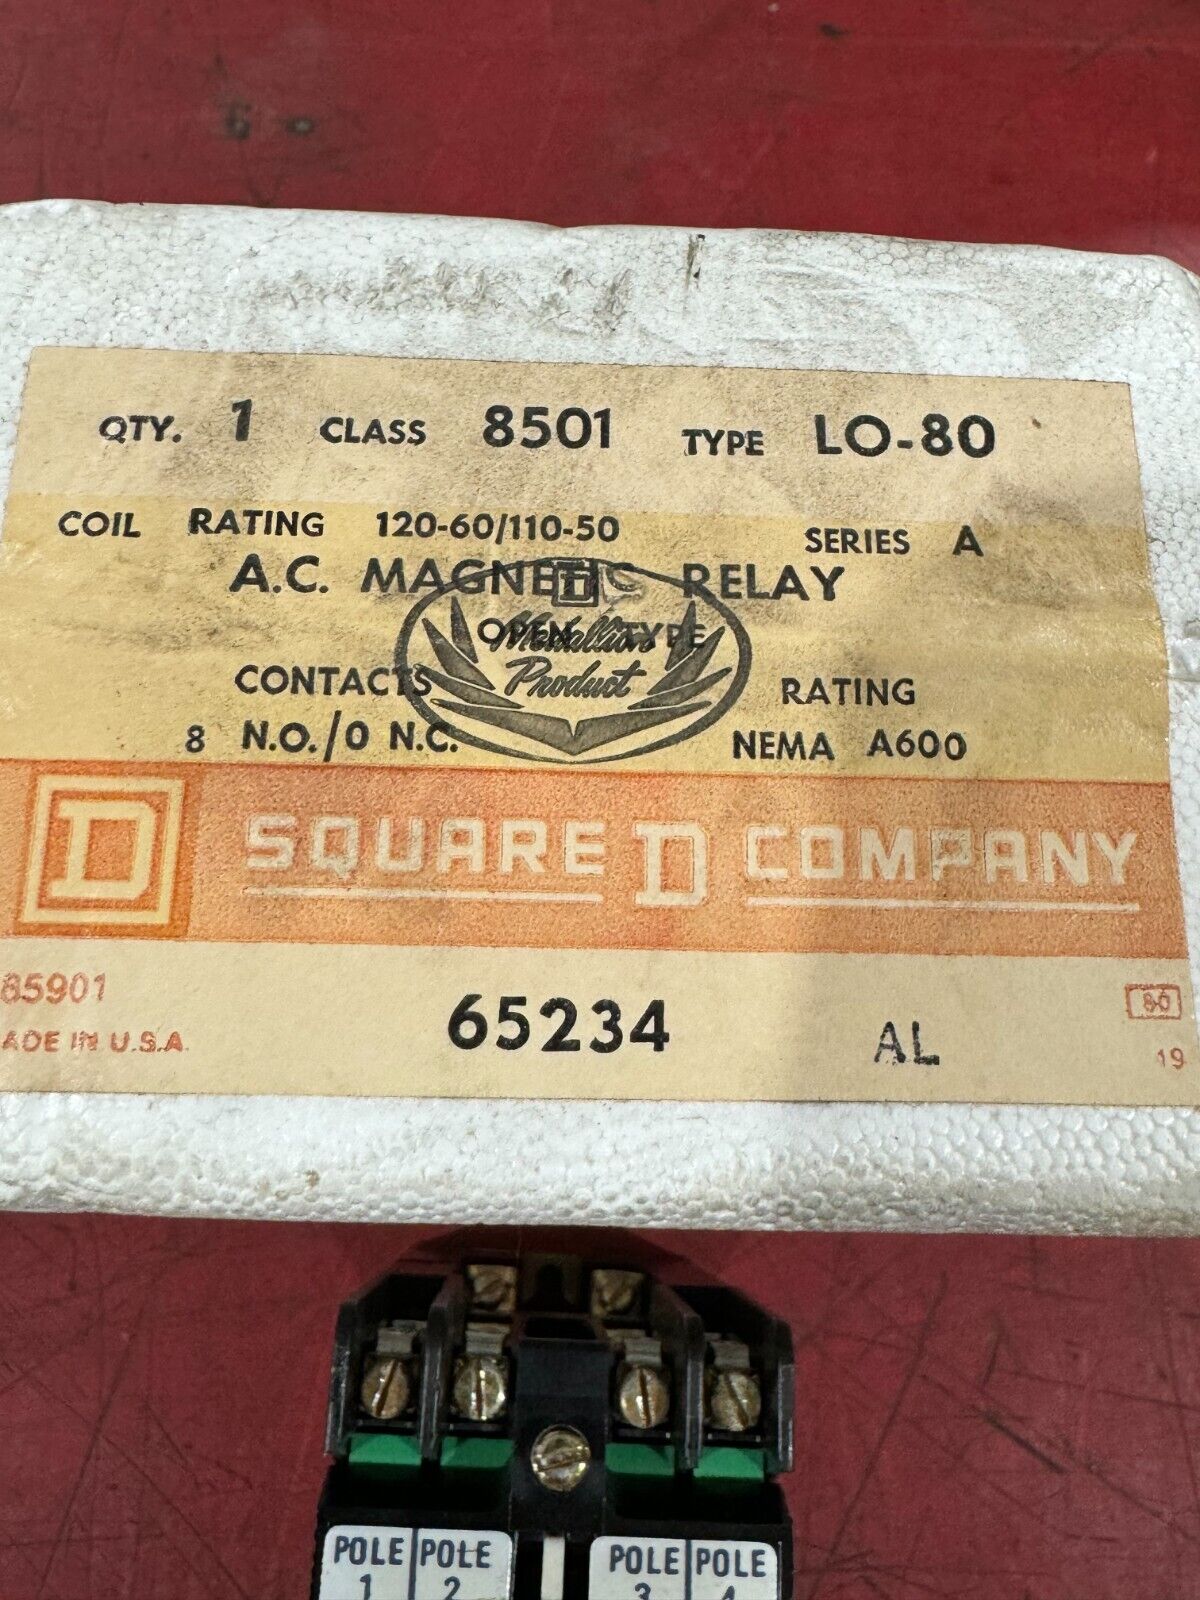 QTY. 1 CLASS 8501 TYPE LO-80
COIL RATING 120-60/110-50 SERIES A
A.C. MAGNETIC RELAY
OPEN TYPE
D
Medallion
Product
CONTACTS RATING
8 N.O./0 N.C. NEMA A600
D SQUARE D COMPANY
65901
ADE IN U.S.A.
65234 AL
19
POLE POLE POLE POLE
1 2 3 4